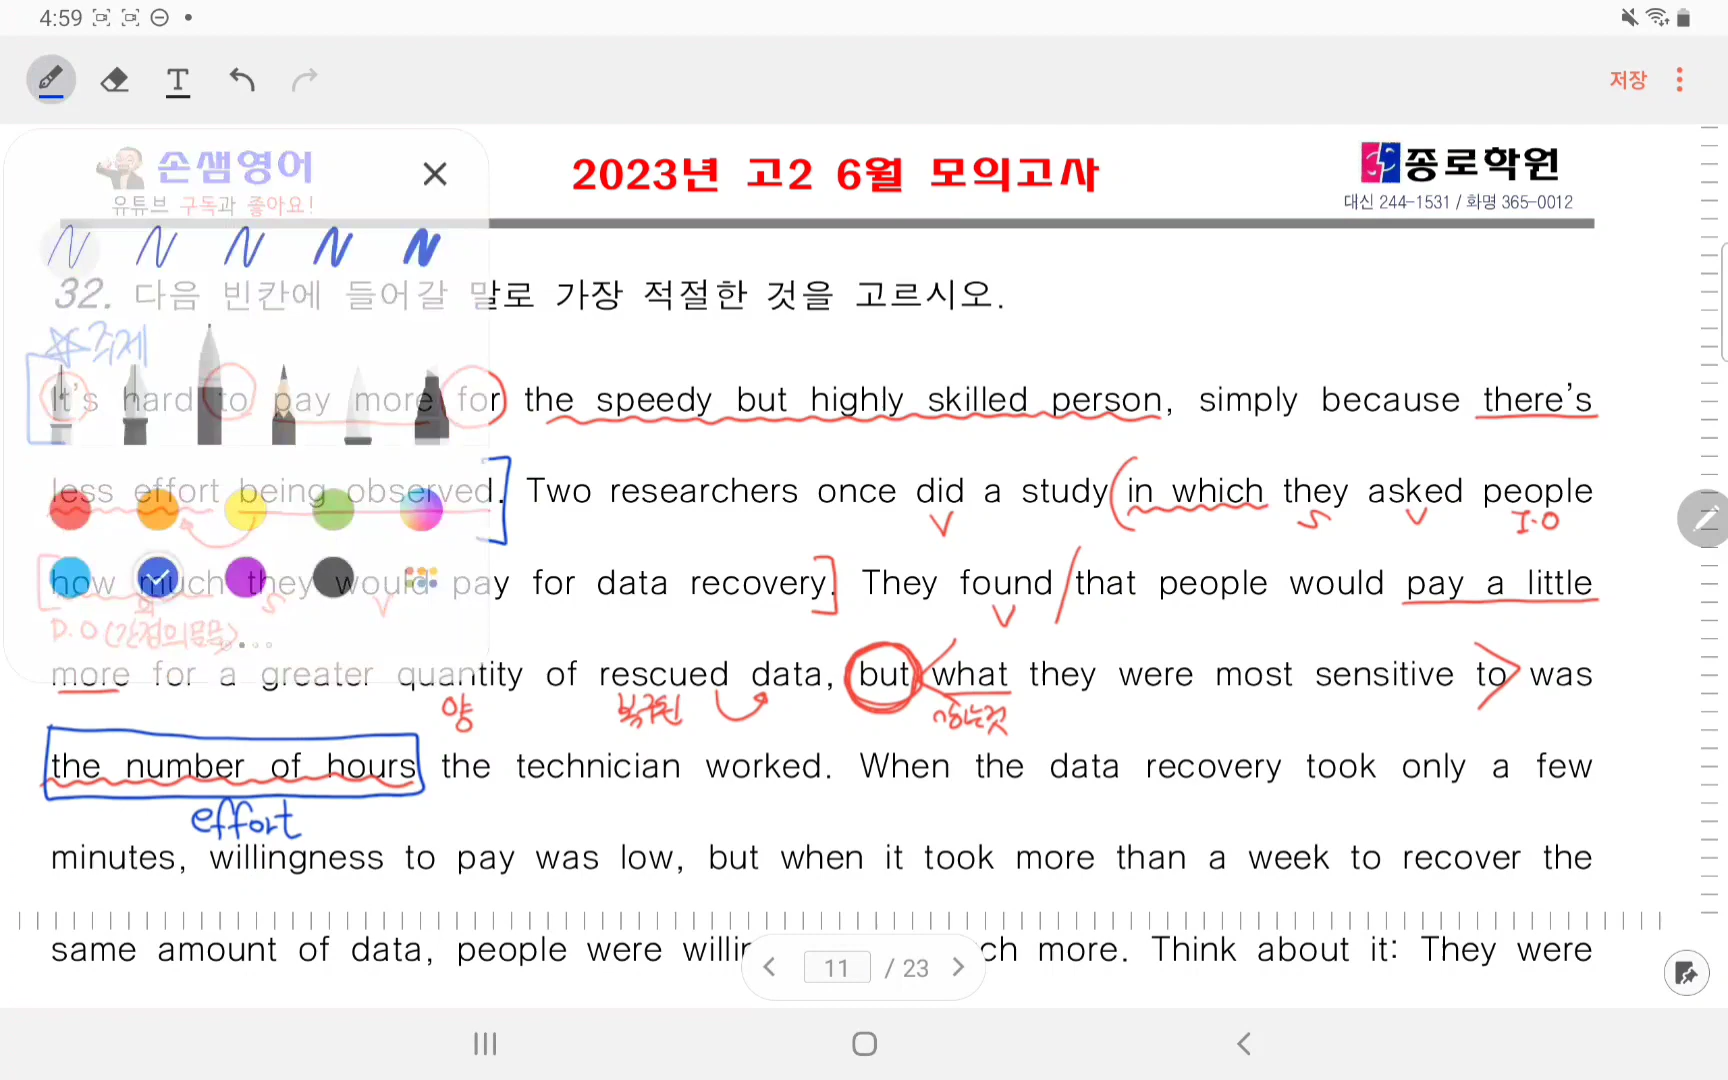 4:59
저장
손샘영어
유튜브 구독과 좋아요!
2023년 고2 6월 모의고사
종로학원
대신 244-1531 / 화명 365-0012
32. 다음 빈칸에 들어갈 말로 가장 적절한 것을 고르시오.
주제
It's hard to pay more for the speedy but highly skilled person, simply because there's
less effort being observed. Two researchers once did a study in which they asked people
V S V I.O
how much they would pay for data recovery. They found that people would pay a little
S V V
D.O (간접의문문)
more for a greater quantity of rescued data, but what they were most sensitive to was
양 복구된 하는것
the number of hours the technician worked. When the data recovery took only a few
effort
minutes, willingness to pay was low, but when it took more than a week to recover the
same amount of data, people were willin ch more. Think about it: They were
11 / 23